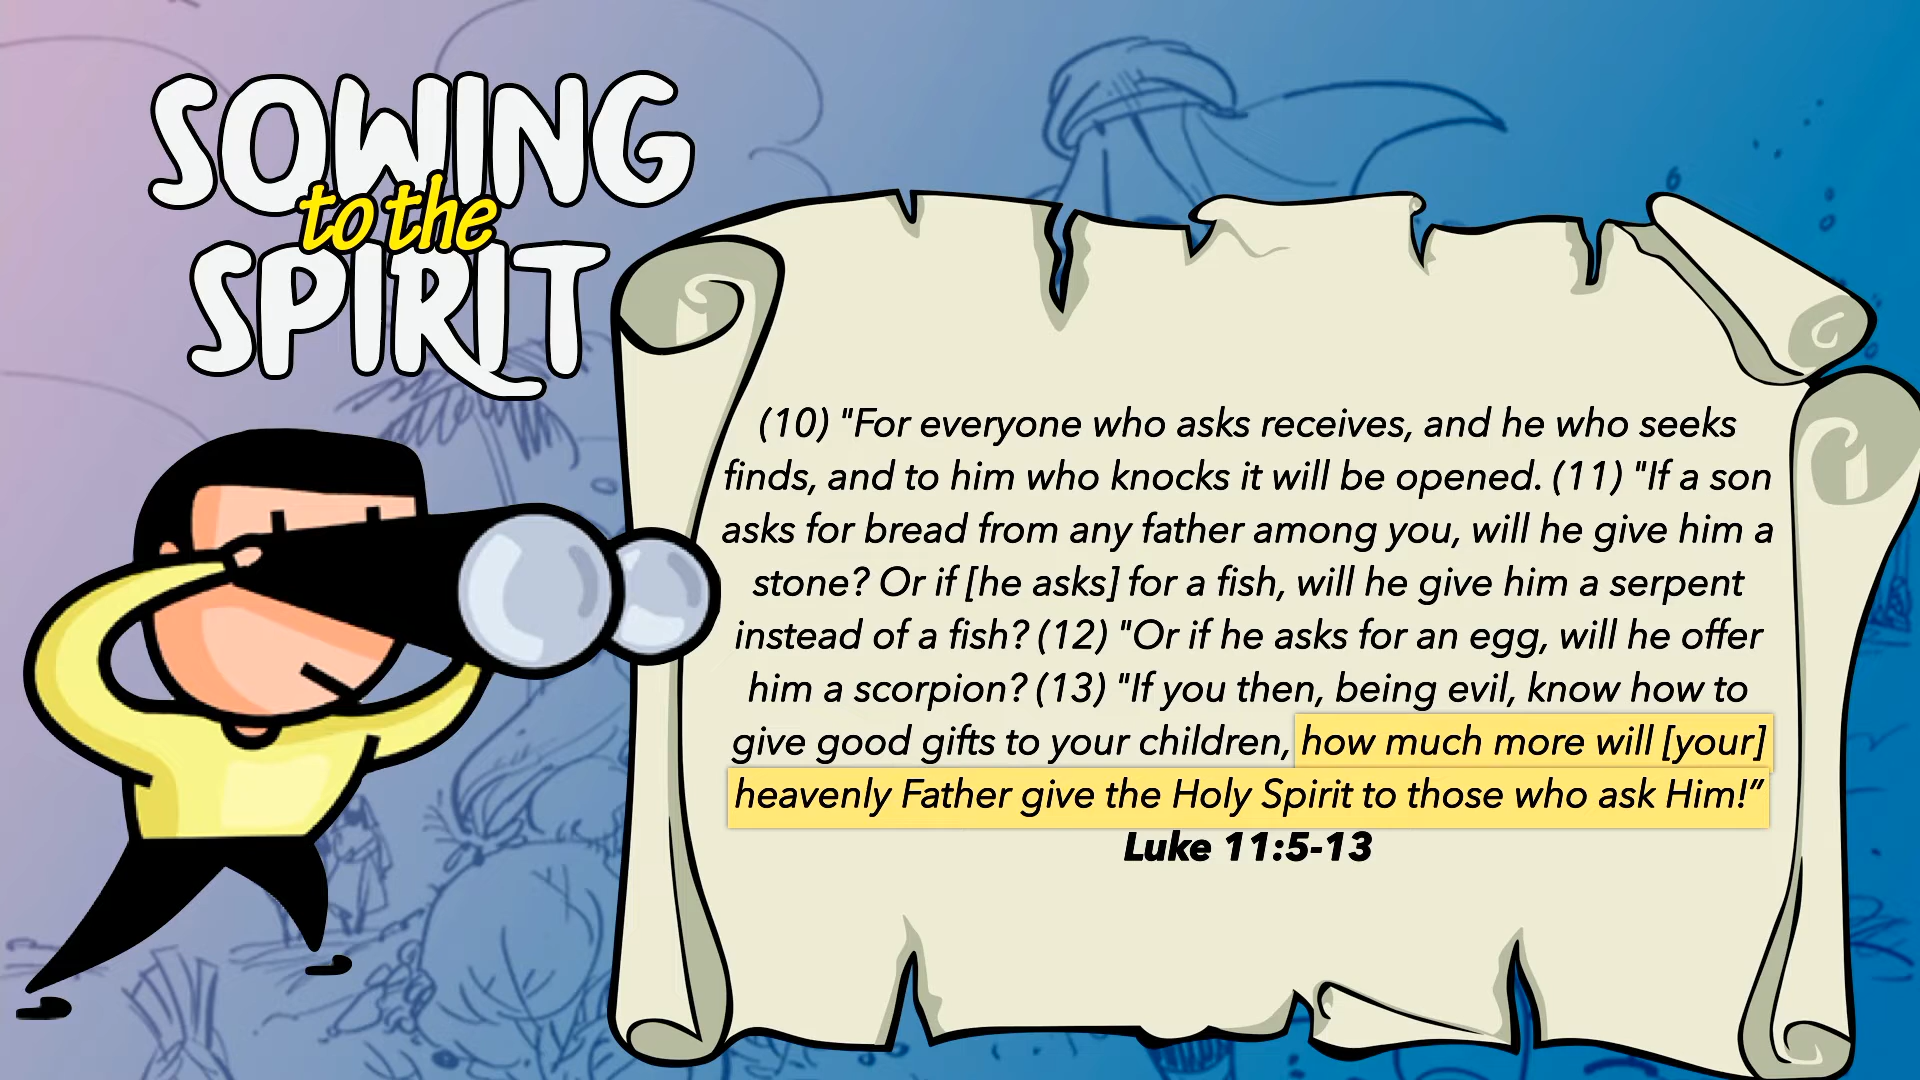 SOWING
to the
SPIRIT
(10) "For everyone who asks receives, and he who seeks
finds, and to him who knocks it will be opened. (11) "If a son
asks for bread from any father among you, will he give him a
stone? Or if [he asks] for a fish, will he give him a serpent
instead of a fish? (12) "Or if he asks for an egg, will he offer
him a scorpion? (13) "If you then, being evil, know how to
give good gifts to your children, how much more will [your]
heavenly Father give the Holy Spirit to those who ask Him!”
Luke 11:5-13